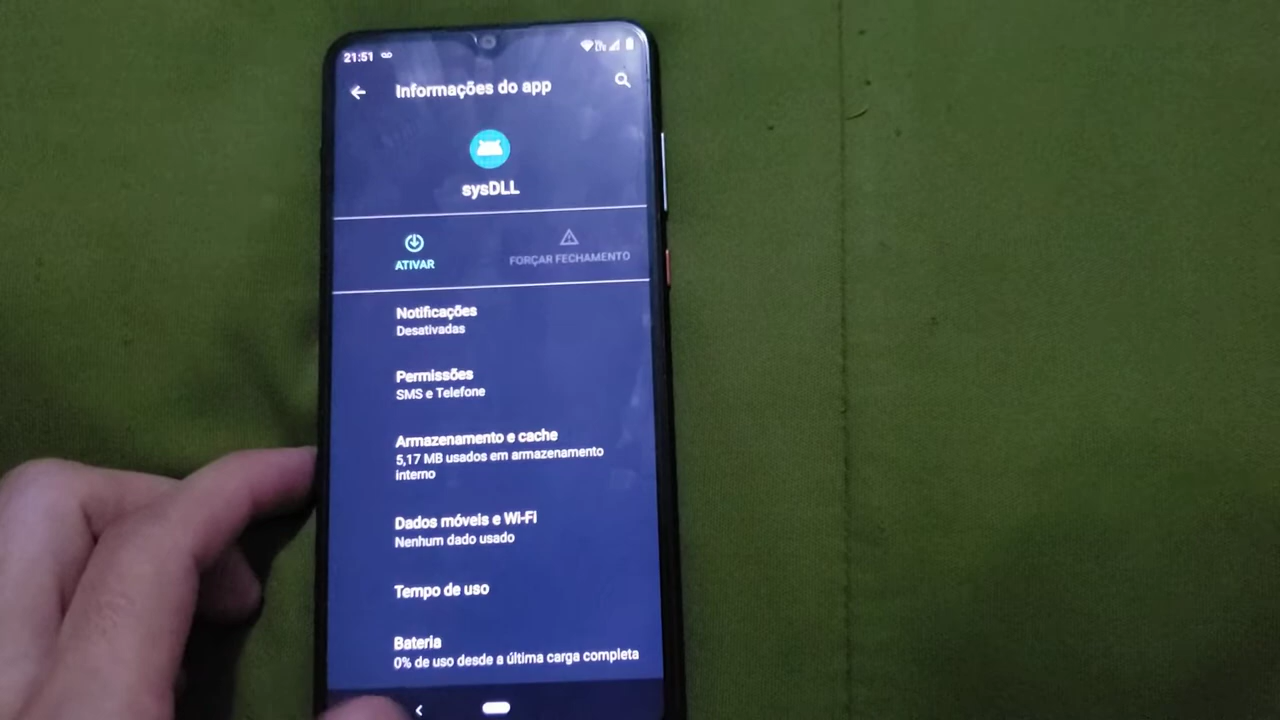 21:51
Informações do app
sysDLL
ATIVAR
FORÇAR FECHAMENTO
Notificações
Desativadas
Permissões
SMS e Telefone
Armazenamento e cache
5,17 MB usados em armazenamento
interno
Dados móveis e Wi-Fi
Nenhum dado usado
Tempo de uso
Bateria
0% de uso desde a última carga completa